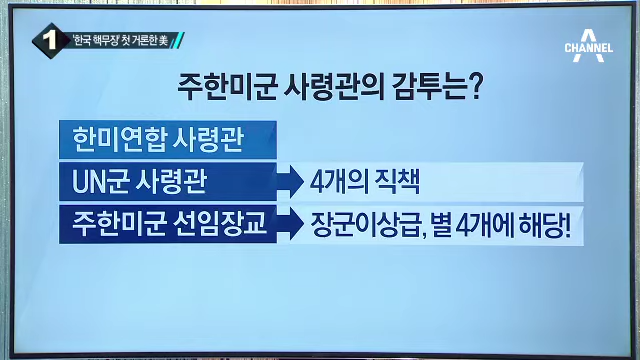 1 '한국 핵무장' 첫 거론한 美
CHANNEL A
주한미군 사령관의 감투는?
한미연합 사령관
UN군 사령관 4개의 직책
주한미군 선임장교 장군이상급, 별 4개에 해당!